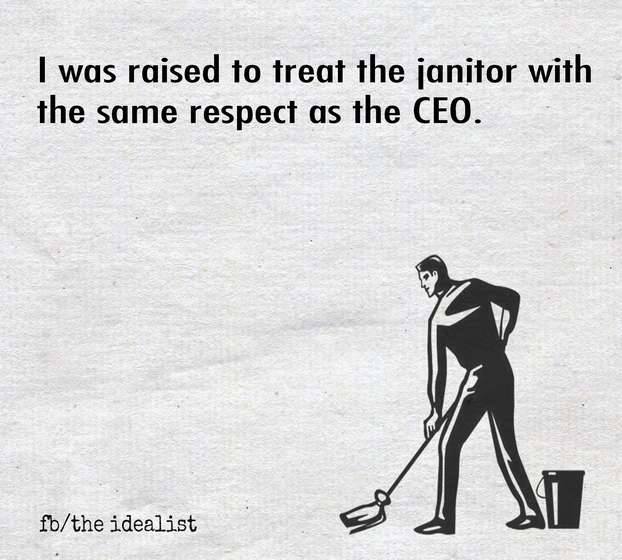 I was raised to treat the janitor with
the same respect as the CEO.
fb/the idealist